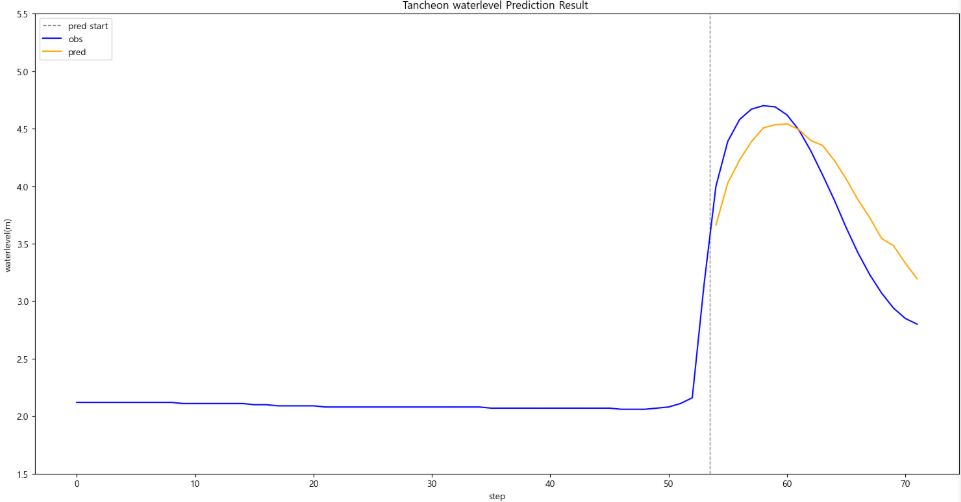 Tancheon waterlevel Prediction Result
pred start
obs
pred
waterlevel(m)
5.5
5.0
4.5
4.0
3.5
3.0
2.5
2.0
1.5
0 10 20 30 40 50 60 70
step